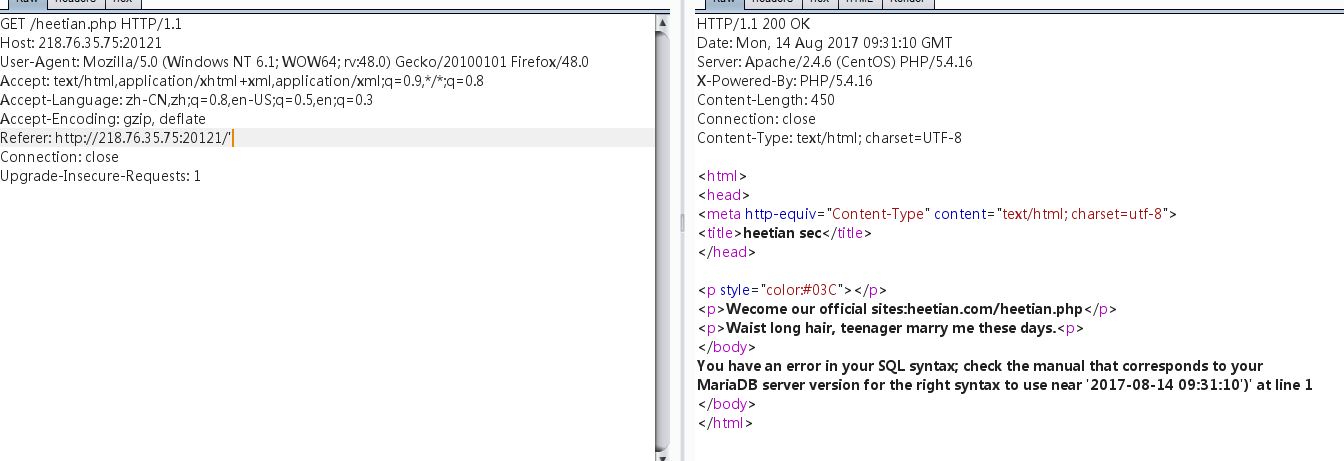 Raw Headers Hex
GET /heetian.php HTTP/1.1
Host: 218.76.35.75:20121
User-Agent: Mozilla/5.0 (Windows NT 6.1; WOW64; rv:48.0) Gecko/20100101 Firefox/48.0
Accept: text/html,application/xhtml+xml,application/xml;q=0.9,*/*;q=0.8
Accept-Language: zh-CN,zh;q=0.8,en-US;q=0.5,en;q=0.3
Accept-Encoding: gzip, deflate
Referer: http://218.76.35.75:20121/'
Connection: close
Upgrade-Insecure-Requests: 1
Raw Headers Hex HTML Render
HTTP/1.1 200 OK
Date: Mon, 14 Aug 2017 09:31:10 GMT
Server: Apache/2.4.6 (CentOS) PHP/5.4.16
X-Powered-By: PHP/5.4.16
Content-Length: 450
Connection: close
Content-Type: text/html; charset=UTF-8
<html>
<head>
<meta http-equiv="Content-Type" content="text/html; charset=utf-8">
<title>heetian sec</title>
</head>
<p style="color:#03C"></p>
<p>Wecome our official sites:heetian.com/heetian.php</p>
<p>Waist long hair, teenager marry me these days.<p>
</body>
You have an error in your SQL syntax; check the manual that corresponds to your
MariaDB server version for the right syntax to use near '2017-08-14 09:31:10')' at line 1
</body>
</html>